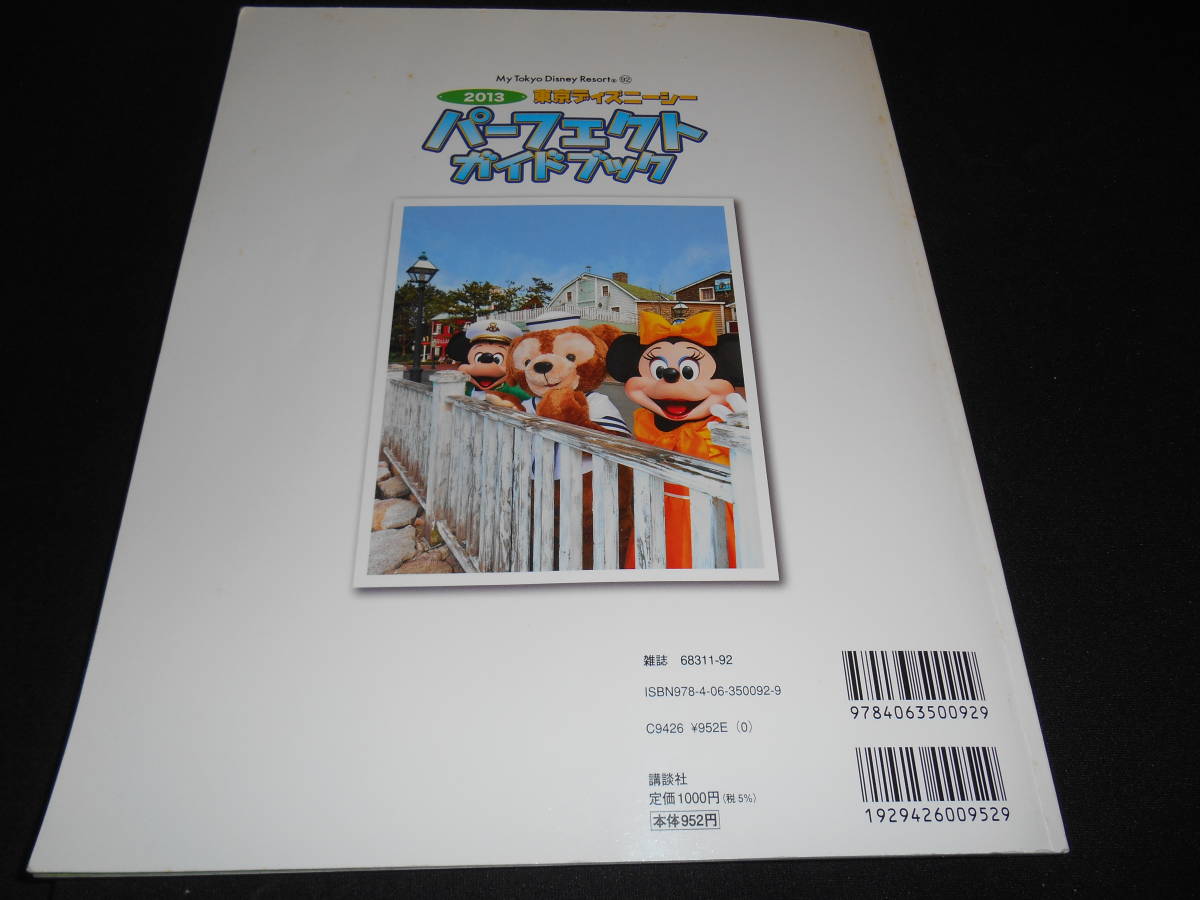 My Tokyo Disney Resort® 92
2013 東京ディズニーシー
パーフェクト
ガイドブック
雑誌 68311-92
ISBN978-4-06-350092-9
C9426 ¥952E (0)
講談社
定価1000円(税5%)
本体952円
9784063500929
1929426009529